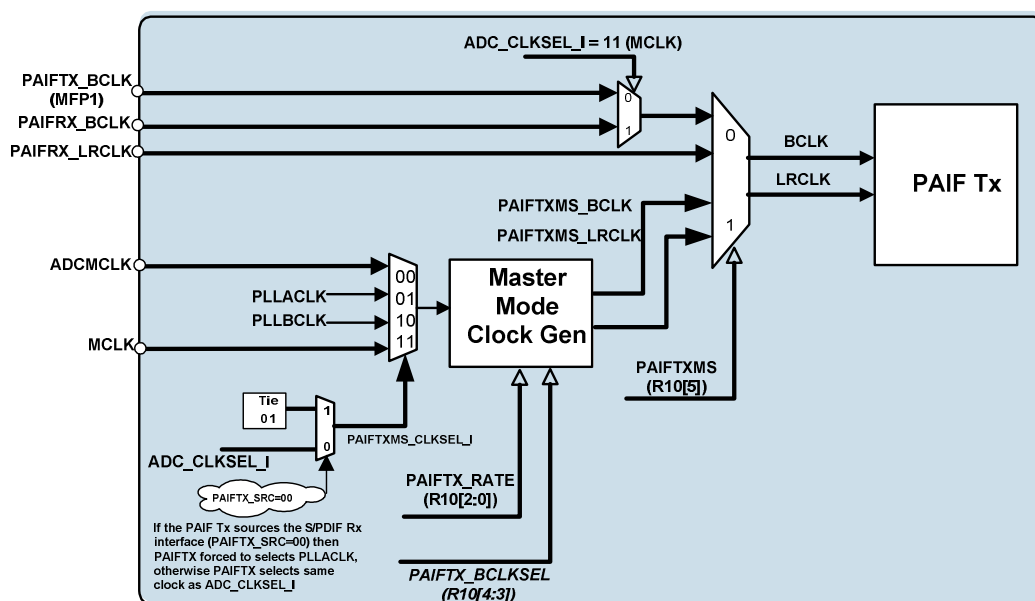 ADC_CLKSEL_I = 11 (MCLK)
PAIFTX_BCLK
(MFP1)
0
1
PAIFRX_BCLK
PAIFRX_LRCLK
0
1
BCLK
LRCLK
PAIF Tx
PAIFTXMS_BCLK
PAIFTXMS_LRCLK
ADCMCLK
PLLACLK
PLLBCLK
MCLK
00
01
10
11
Master
Mode
Clock Gen
PAIFTXMS
(R10[5])
Tie
01
1
0
PAIFTXMS_CLKSEL_I
ADC_CLKSEL_I
PAIFTX_SRC=00
PAIFTX_RATE
(R10[2:0])
PAIFTX_BCLKSEL
(R10[4:3])
If the PAIF Tx sources the S/PDIF Rx
interface (PAIFTX_SRC=00) then
PAIFTX forced to selects PLLACLK,
otherwise PAIFTX selects same
clock as ADC_CLKSEL_I